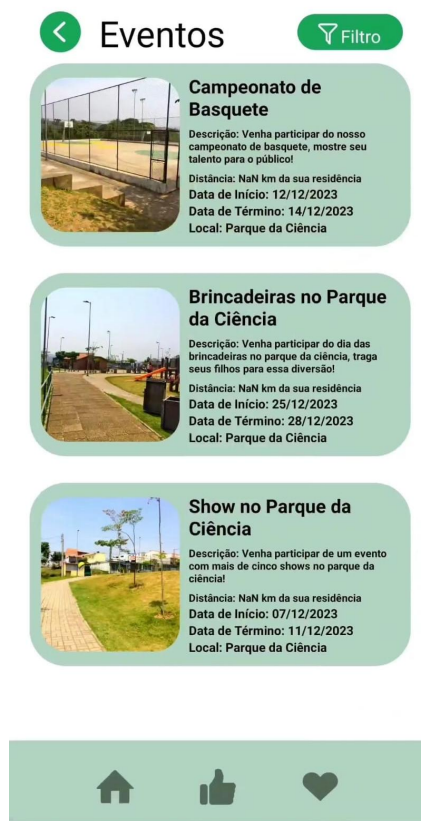 Eventos
Filtro
Campeonato de
Basquete
Descrição: Venha participar do nosso
campeonato de basquete, mostre seu
talento para o público!
Distância: NaN km da sua residência
Data de Início: 12/12/2023
Data de Término: 14/12/2023
Local: Parque da Ciência
Brincadeiras no Parque
da Ciência
Descrição: Venha participar do dia das
brincadeiras no parque da ciência, traga
seus filhos para essa diversão!
Distância: NaN km da sua residência
Data de Início: 25/12/2023
Data de Término: 28/12/2023
Local: Parque da Ciência
Show no Parque da
Ciência
Descrição: Venha participar de um evento
com mais de cinco shows no parque da
ciência!
Distância: NaN km da sua residência
Data de Início: 07/12/2023
Data de Término: 11/12/2023
Local: Parque da Ciência